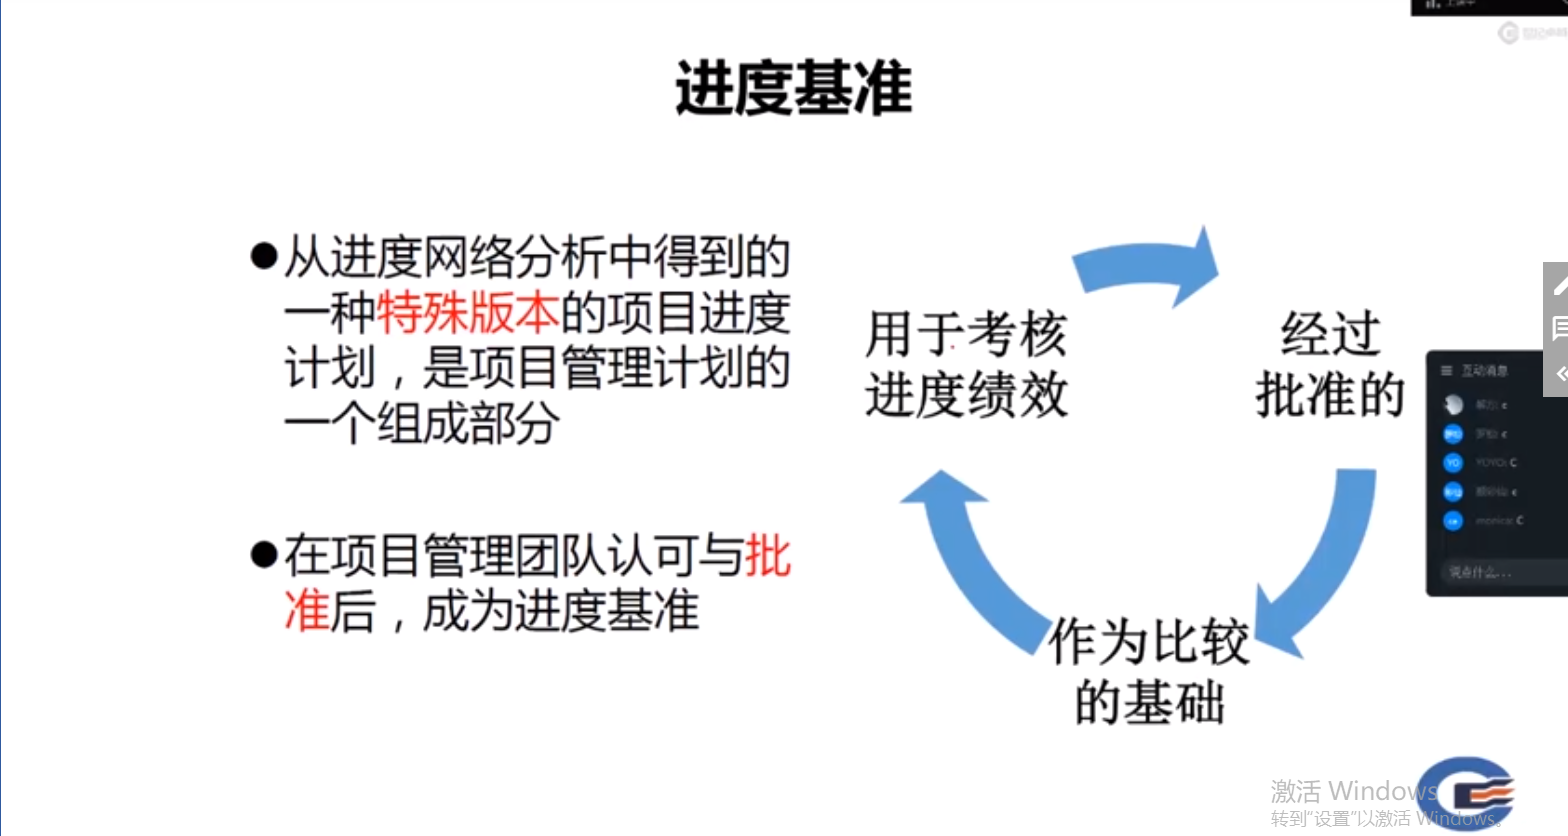 进度基准
●从进度网络分析中得到的
一种特殊版本的项目进度
计划，是项目管理计划的
一个组成部分
●在项目管理团队认可与批
准后，成为进度基准
用于考核
进度绩效
经过
批准的
作为比较
的基础
互动消息
YOYO: C
monica: C
说点什么...
激活 Windows
转到"设置"以激活 Windows。